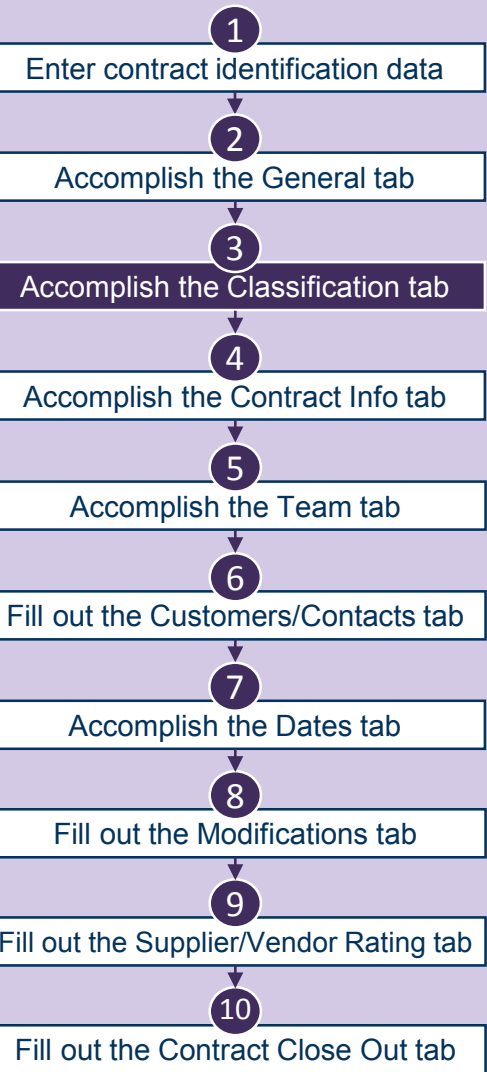 1
Enter contract identification data
2
Accomplish the General tab
3
Accomplish the Classification tab
4
Accomplish the Contract Info tab
5
Accomplish the Team tab
6
Fill out the Customers/Contacts tab
7
Accomplish the Dates tab
8
Fill out the Modifications tab
9
Fill out the Supplier/Vendor Rating tab
10
Fill out the Contract Close Out tab